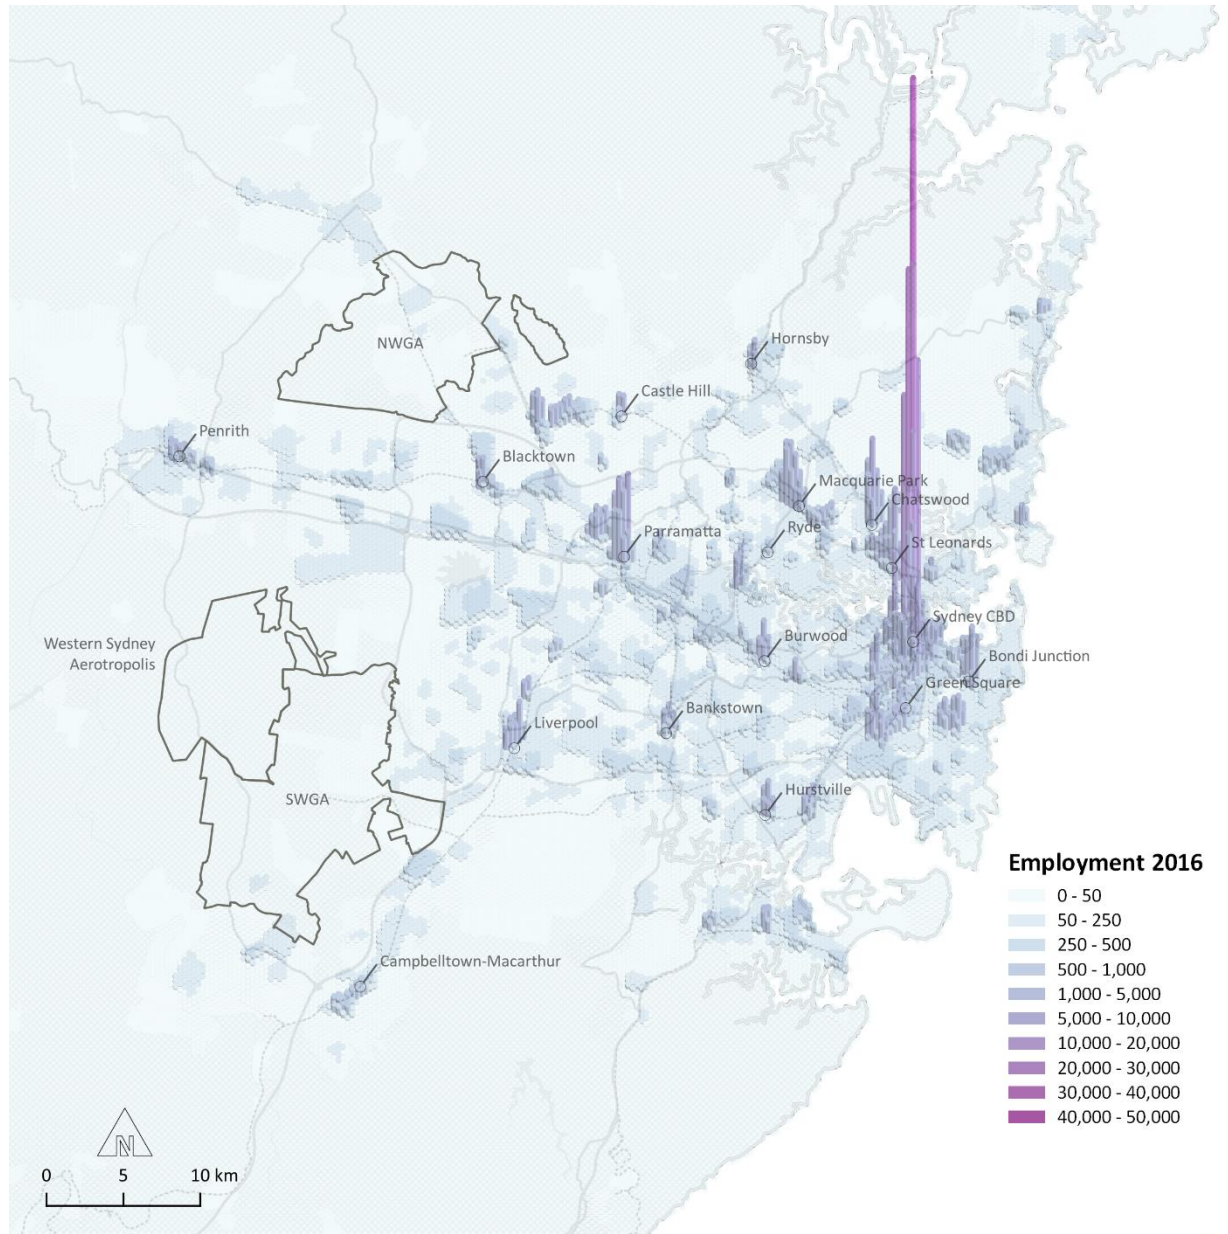 Hornsby
NWGA
Castle Hill
Penrith
Blacktown
Macquarie Park
Chatswood
Parramatta
Ryde
St Leonards
Sydney CBD
Burwood
Western Sydney
Aerotropolis
Bondi Junction
Green Square
Bankstown
Liverpool
Hurstville
SWGA
Campbelltown-Macarthur
Employment 2016
0 - 50
50 - 250
250 - 500
500 - 1,000
1,000 - 5,000
5,000 - 10,000
10,000 - 20,000
20,000 - 30,000
30,000 - 40,000
40,000 - 50,000
N
0 5 10 km